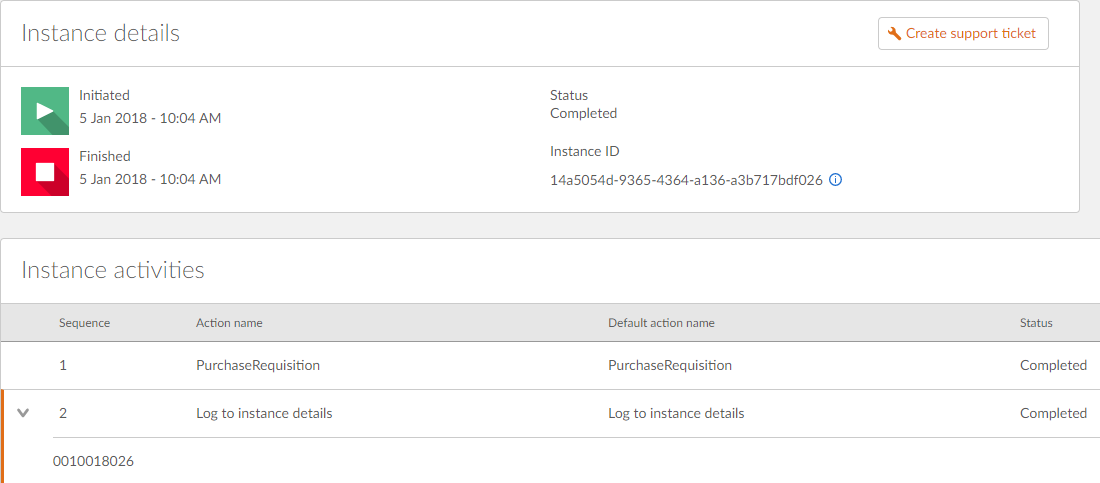 Instance details
Create support ticket
Initiated
5 Jan 2018 - 10:04 AM
Status
Completed
Finished
5 Jan 2018 - 10:04 AM
Instance ID
14a5054d-9365-4364-a136-a3b717bdf026
Instance activities
Sequence Action name Default action name Status
1 PurchaseRequisition PurchaseRequisition Completed
2 Log to instance details Log to instance details Completed
0010018026